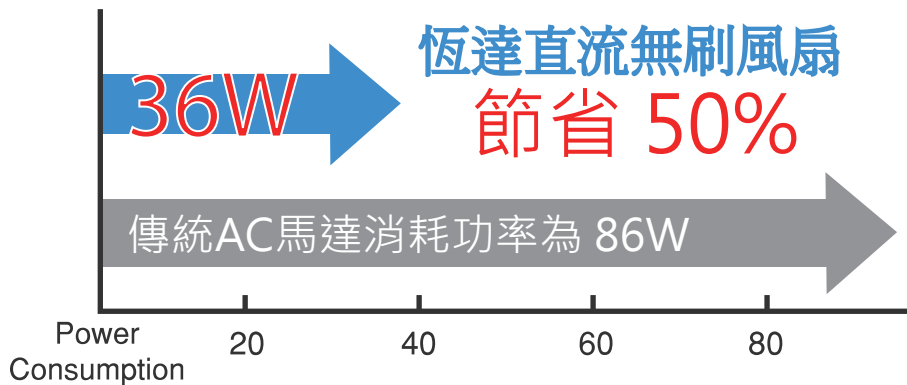 恆達直流無刷風扇
36W
節省 50%
傳統AC馬達消耗功率為 86W
Power
Consumption
20
40
60
80